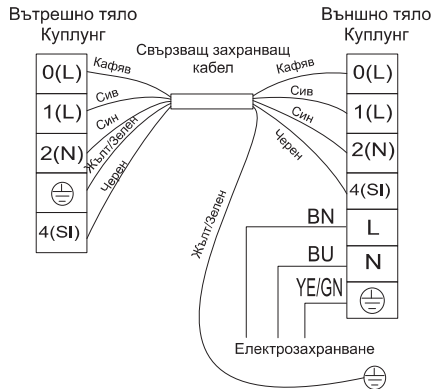 Вътрешно тяло
Куплунг
Външно тяло
Куплунг
Свързващ захранващ
кабел
0(L)
1(L)
2(N)
4(SI)
Кафяв
Сив
Син
Жълт/Зелен
Черен
Кафяв
Сив
Син
Черен
Жълт/Зелен
0(L)
1(L)
2(N)
4(SI)
L
N
BN
BU
YE/GN
Електрозахранване